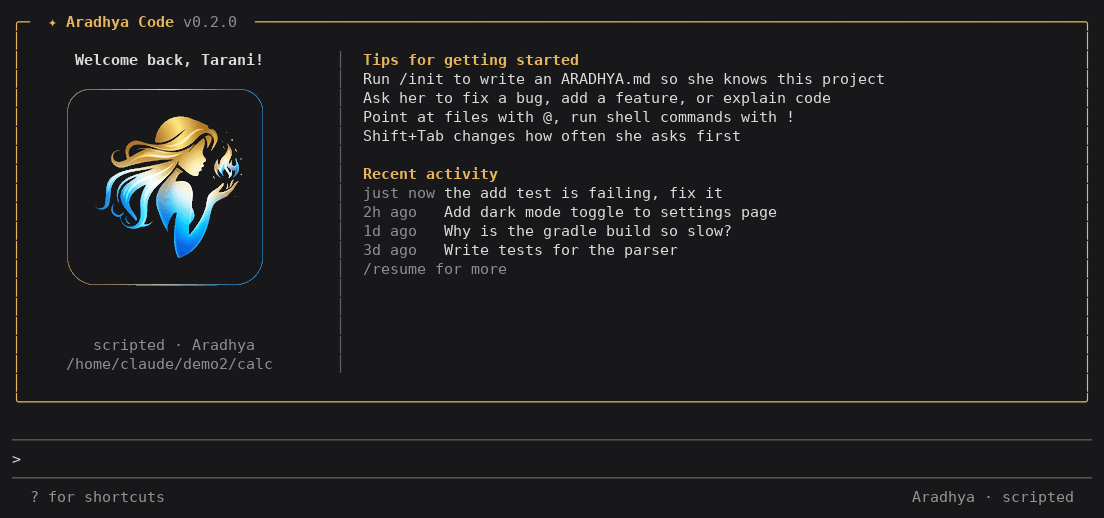 ✦ Aradhya Code v0.2.0
Welcome back, Tarani!
scripted · Aradhya
/home/claude/demo2/calc
Tips for getting started
Run /init to write an ARADHYA.md so she knows this project
Ask her to fix a bug, add a feature, or explain code
Point at files with @, run shell commands with !
Shift+Tab changes how often she asks first
Recent activity
just now the add test is failing, fix it
2h ago Add dark mode toggle to settings page
1d ago Why is the gradle build so slow?
3d ago Write tests for the parser
/resume for more
>
? for shortcuts
Aradhya · scripted